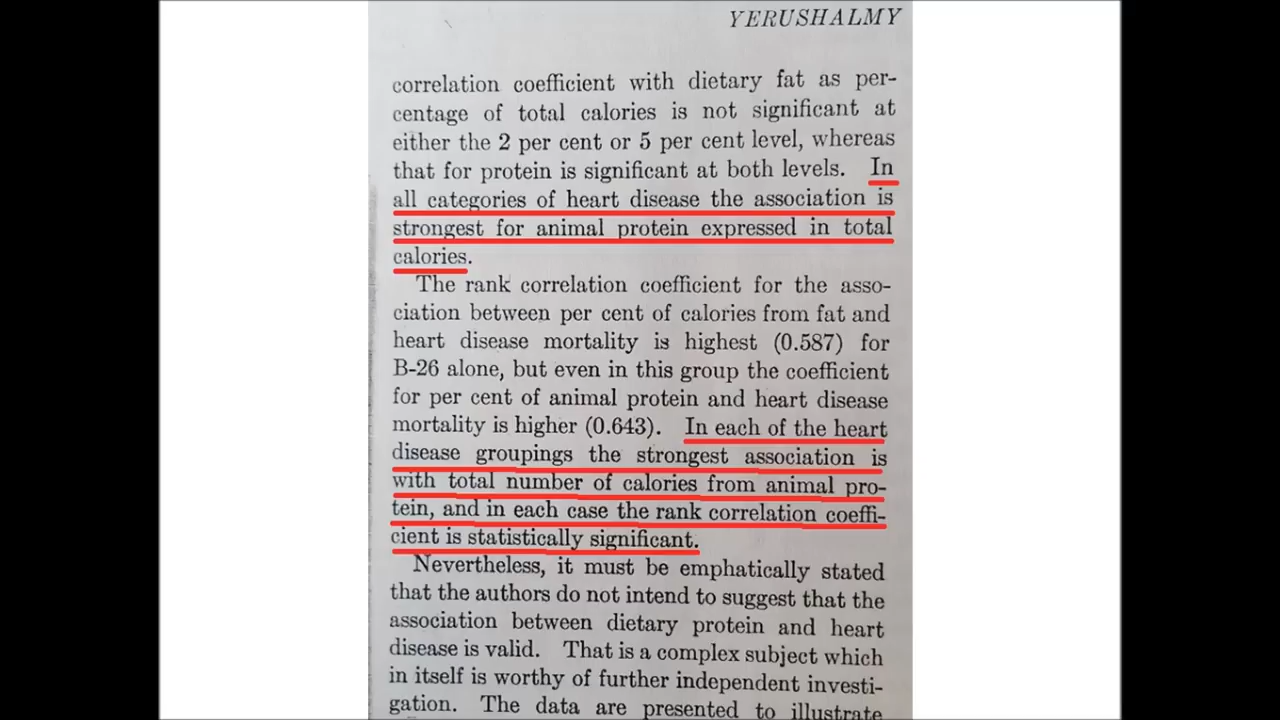 YERUSHALMY
correlation coefficient with dietary fat as per-
centage of total calories is not significant at
either the 2 per cent or 5 per cent level, whereas
that for protein is significant at both levels. In
all categories of heart disease the association is
strongest for animal protein expressed in total
calories.
The rank correlation coefficient for the asso-
ciation between per cent of calories from fat and
heart disease mortality is highest (0.587) for
B-26 alone, but even in this group the coefficient
for per cent of animal protein and heart disease
mortality is higher (0.643). In each of the heart
disease groupings the strongest association is
with total number of calories from animal pro-
tein, and in each case the rank correlation coeffi-
cient is statistically significant.
Nevertheless, it must be emphatically stated
that the authors do not intend to suggest that the
association between dietary protein and heart
disease is valid. That is a complex subject which
in itself is worthy of further independent investi-
gation. The data are presented to illustrate